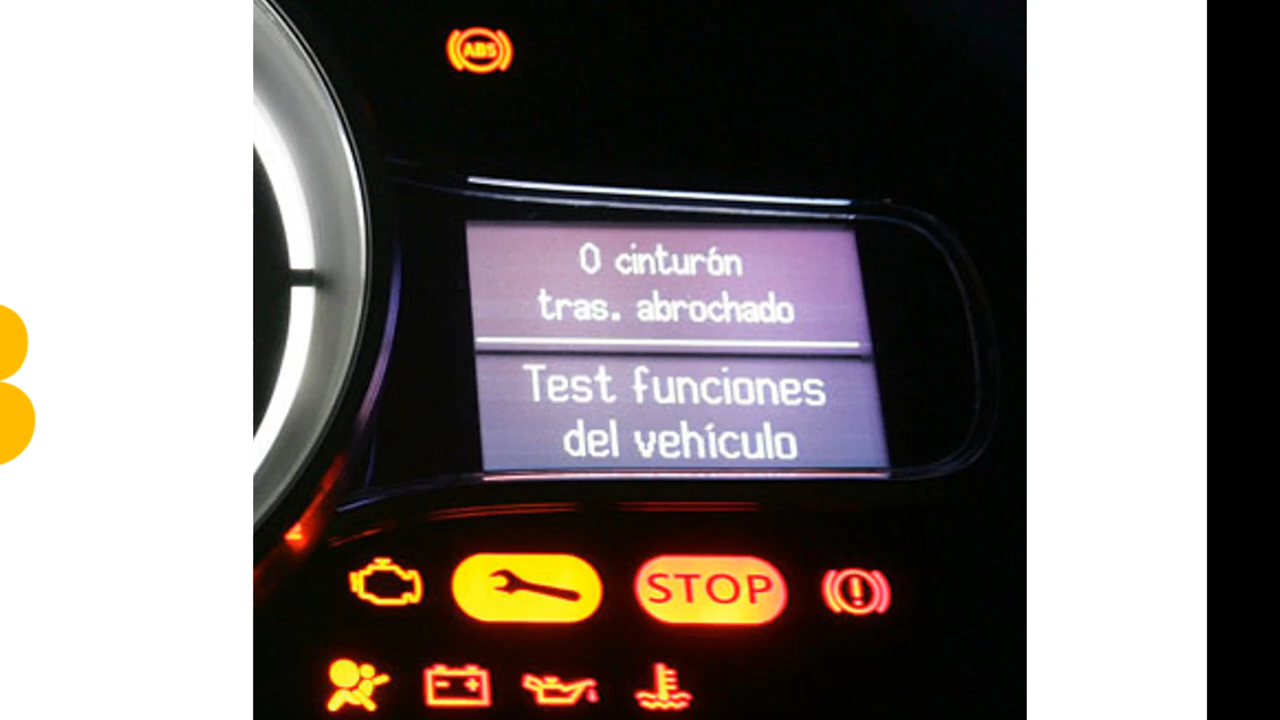 ABS
0 cinturón
tras. abrochado
Test funciones
del vehículo
STOP